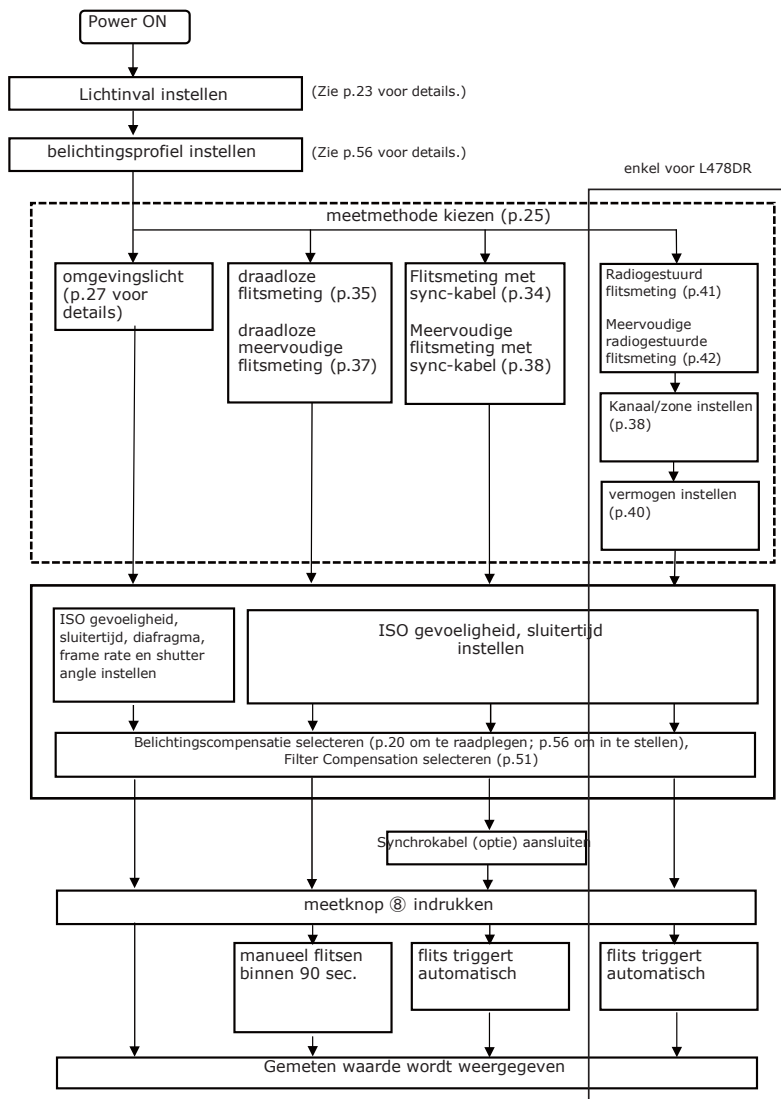 Power ON
Lichtinval instellen
(Zie p.23 voor details.)
belichtingsprofiel instellen
(Zie p.56 voor details.)
enkel voor L478DR
meetmethode kiezen (p.25)
omgevingslicht
(p.27 voor
details)
draadloze
flitsmeting (p.35)
draadloze
meervoudige
flitsmeting (p.37)
Flitsmeting met
sync-kabel (p.34)
Meervoudige
flitsmeting met
sync-kabel (p.38)
Radiogestuurd
flitsmeting (p.41)
Meervoudige
radiogestuurde
flitsmeting (p.42)
Kanaal/zone instellen
(p.38)
vermogen instellen
(p.40)
ISO gevoeligheid,
sluitertijd, diafragma,
frame rate en shutter
angle instellen
ISO gevoeligheid, sluitertijd
instellen
Belichtingscompensatie selecteren (p.20 om te raadplegen; p.56 om in te stellen),
Filter Compensation selecteren (p.51)
Synchrokabel (optie) aansluiten
meetknop ⑧ indrukken
manueel flitsen
binnen 90 sec.
flits triggert
automatisch
flits triggert
automatisch
Gemeten waarde wordt weergegeven